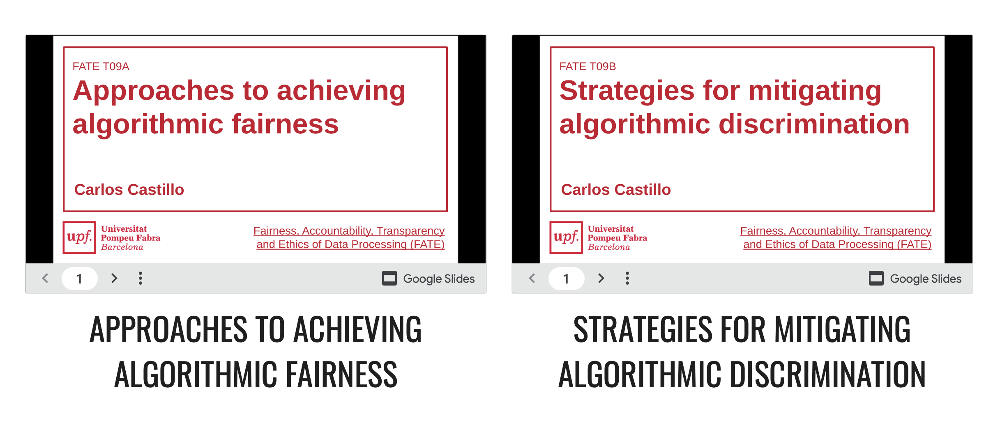 FATE T09A
Approaches to achieving
algorithmic fairness
Carlos Castillo
upf.
Universitat
Pompeu Fabra
Barcelona
Fairness, Accountability, Transparency
and Ethics of Data Processing (FATE)
1
Google Slides
APPROACHES TO ACHIEVING
ALGORITHMIC FAIRNESS
FATE T09B
Strategies for mitigating
algorithmic discrimination
Carlos Castillo
upf.
Universitat
Pompeu Fabra
Barcelona
Fairness, Accountability, Transparency
and Ethics of Data Processing (FATE)
1
Google Slides
STRATEGIES FOR MITIGATING
ALGORITHMIC DISCRIMINATION